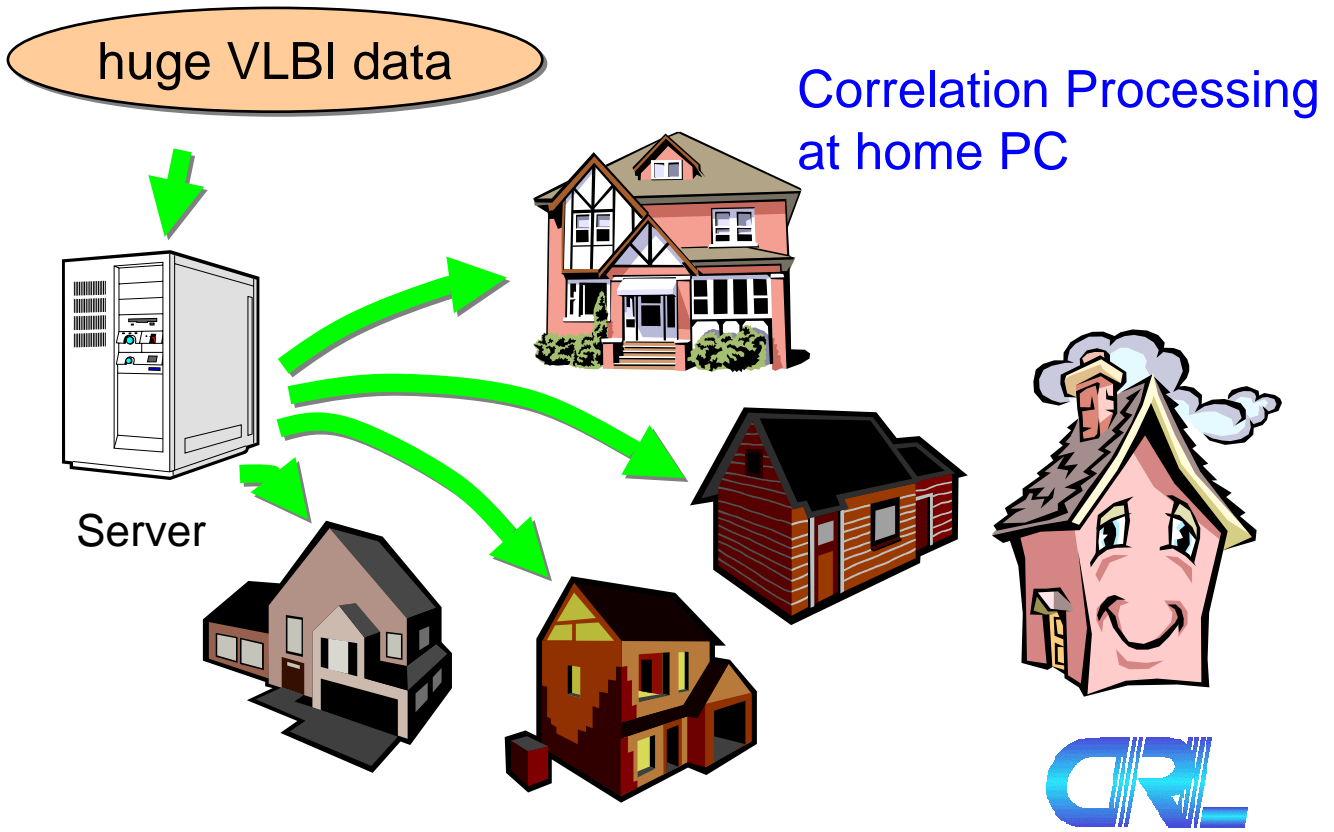 huge VLBI data
Correlation Processing
at home PC
Server
CRL